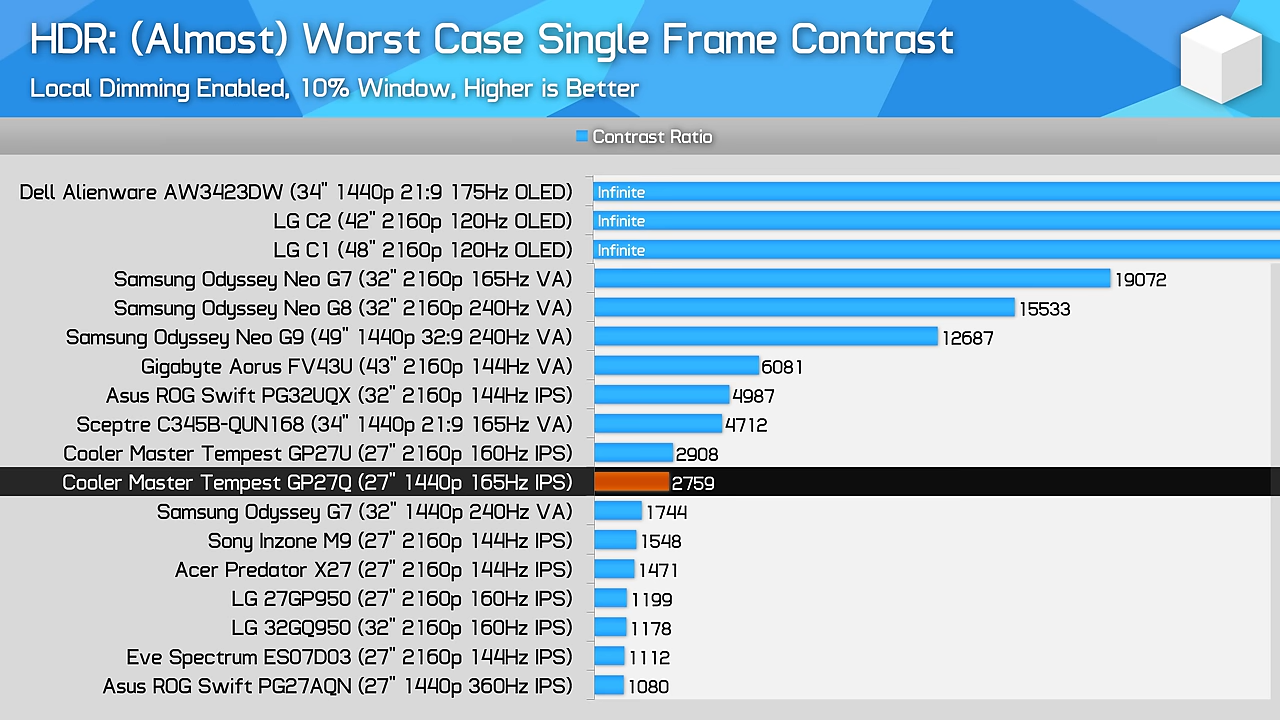 HDR: (Almost) Worst Case Single Frame Contrast
Local Dimming Enabled, 10% Window, Higher is Better
Contrast Ratio
Dell Alienware AW3423DW (34" 1440p 21:9 175Hz OLED) Infinite
LG C2 (42" 2160p 120Hz OLED) Infinite
LG C1 (48" 2160p 120Hz OLED) Infinite
Samsung Odyssey Neo G7 (32" 2160p 165Hz VA) 19072
Samsung Odyssey Neo G8 (32" 2160p 240Hz VA) 15533
Samsung Odyssey Neo G9 (49" 1440p 32:9 240Hz VA) 12687
Gigabyte Aorus FV43U (43" 2160p 144Hz VA) 6081
Asus ROG Swift PG32UQX (32" 2160p 144Hz IPS) 4987
Sceptre C345B-QUN168 (34" 1440p 21:9 165Hz VA) 4712
Cooler Master Tempest GP27U (27" 2160p 160Hz IPS) 2908
Cooler Master Tempest GP27Q (27" 1440p 165Hz IPS) 2759
Samsung Odyssey G7 (32" 1440p 240Hz VA) 1744
Sony Inzone M9 (27" 2160p 144Hz IPS) 1548
Acer Predator X27 (27" 2160p 144Hz IPS) 1471
LG 27GP950 (27" 2160p 160Hz IPS) 1199
LG 32GQ950 (32" 2160p 160Hz IPS) 1178
Eve Spectrum ES07D03 (27" 2160p 144Hz IPS) 1112
Asus ROG Swift PG27AQN (27" 1440p 360Hz IPS) 1080